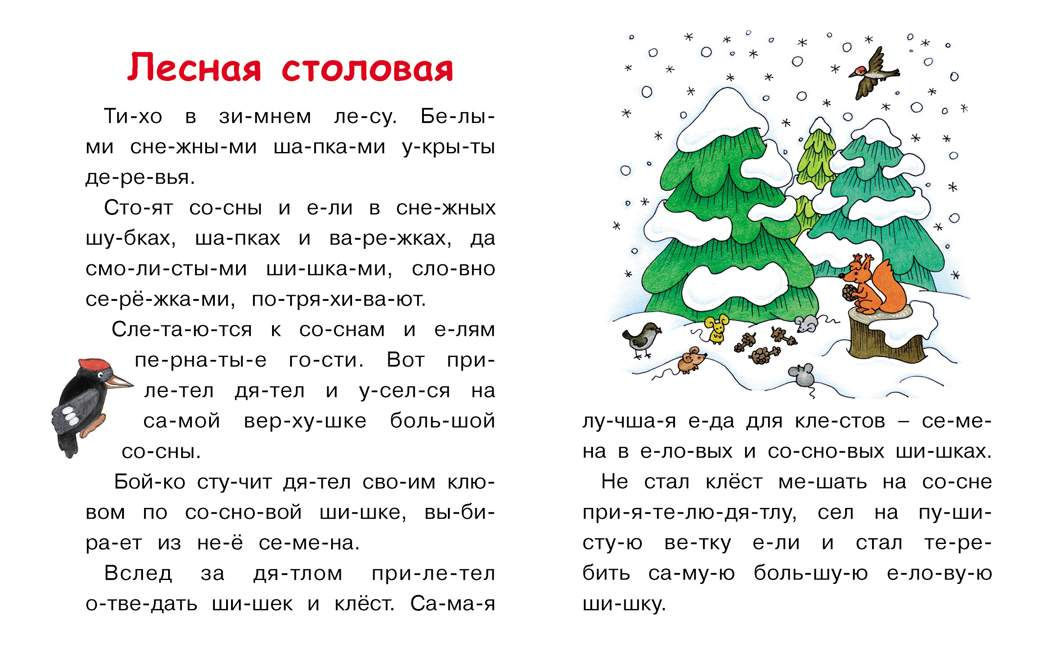 Лесная столовая
Ти-хо в зи-мнем ле-су. Бе-лы-
ми сне-жны-ми ша-пка-ми у-кры-ты
де-ре-вья.
Сто-ят со-сны и е-ли в сне-жных
шу-бках, ша-пках и ва-ре-жках, да
смо-ли-сты-ми ши-шка-ми, сло-вно
се-рё-жка-ми, по-тря-хи-ва-ют.
Сле-та-ю-тся к со-снам и е-лям
пе-рна-ты-е го-сти. Вот при-
ле-тел дя-тел и у-сел-ся на
са-мой вер-ху-шке боль-шой
со-сны.
Бой-ко сту-чит дя-тел сво-им клю-
вом по со-сно-вой ши-шке, вы-би-
ра-ет из не-ё се-ме-на.
Вслед за дя-тлом при-ле-тел
о-тве-дать ши-шек и клёст. Са-ма-я
лу-чша-я е-да для кле-стов – се-ме-
на в е-ло-вых и со-сно-вых ши-шках.
Не стал клёст ме-шать на со-сне
при-я-те-лю-дя-тлу, сел на пу-ши-
сту-ю ве-тку е-ли и стал те-ре-
бить са-му-ю боль-шу-ю е-ло-ву-ю
ши-шку.